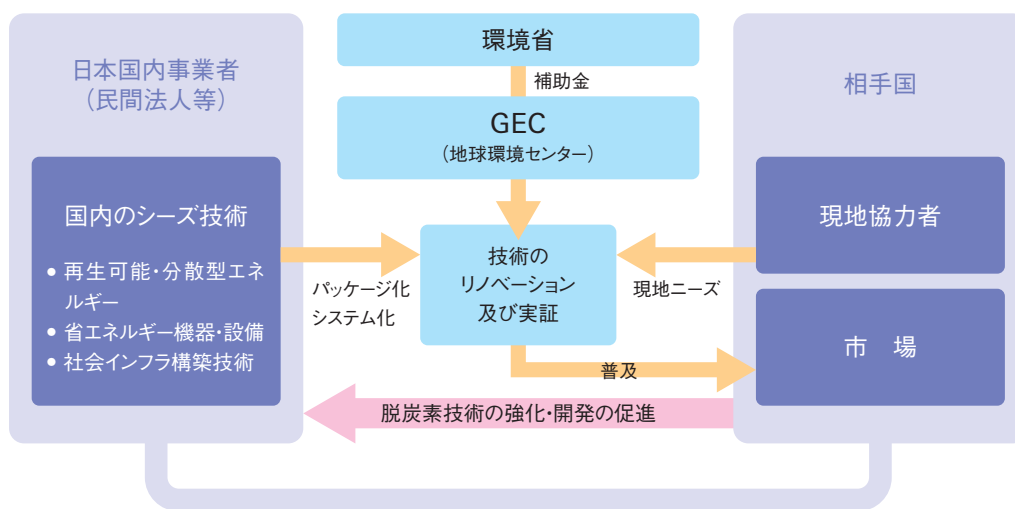 日本国内事業者
（民間法人等）
国内のシーズ技術
● 再生可能・分散型エネ
ルギー
● 省エネルギー機器・設備
● 社会インフラ構築技術
環境省
補助金
GEC
（地球環境センター）
パッケージ化
システム化
技術の
リノベーション
及び実証
現地ニーズ
普及
脱炭素技術の強化・開発の促進
相手国
現地協力者
市　場